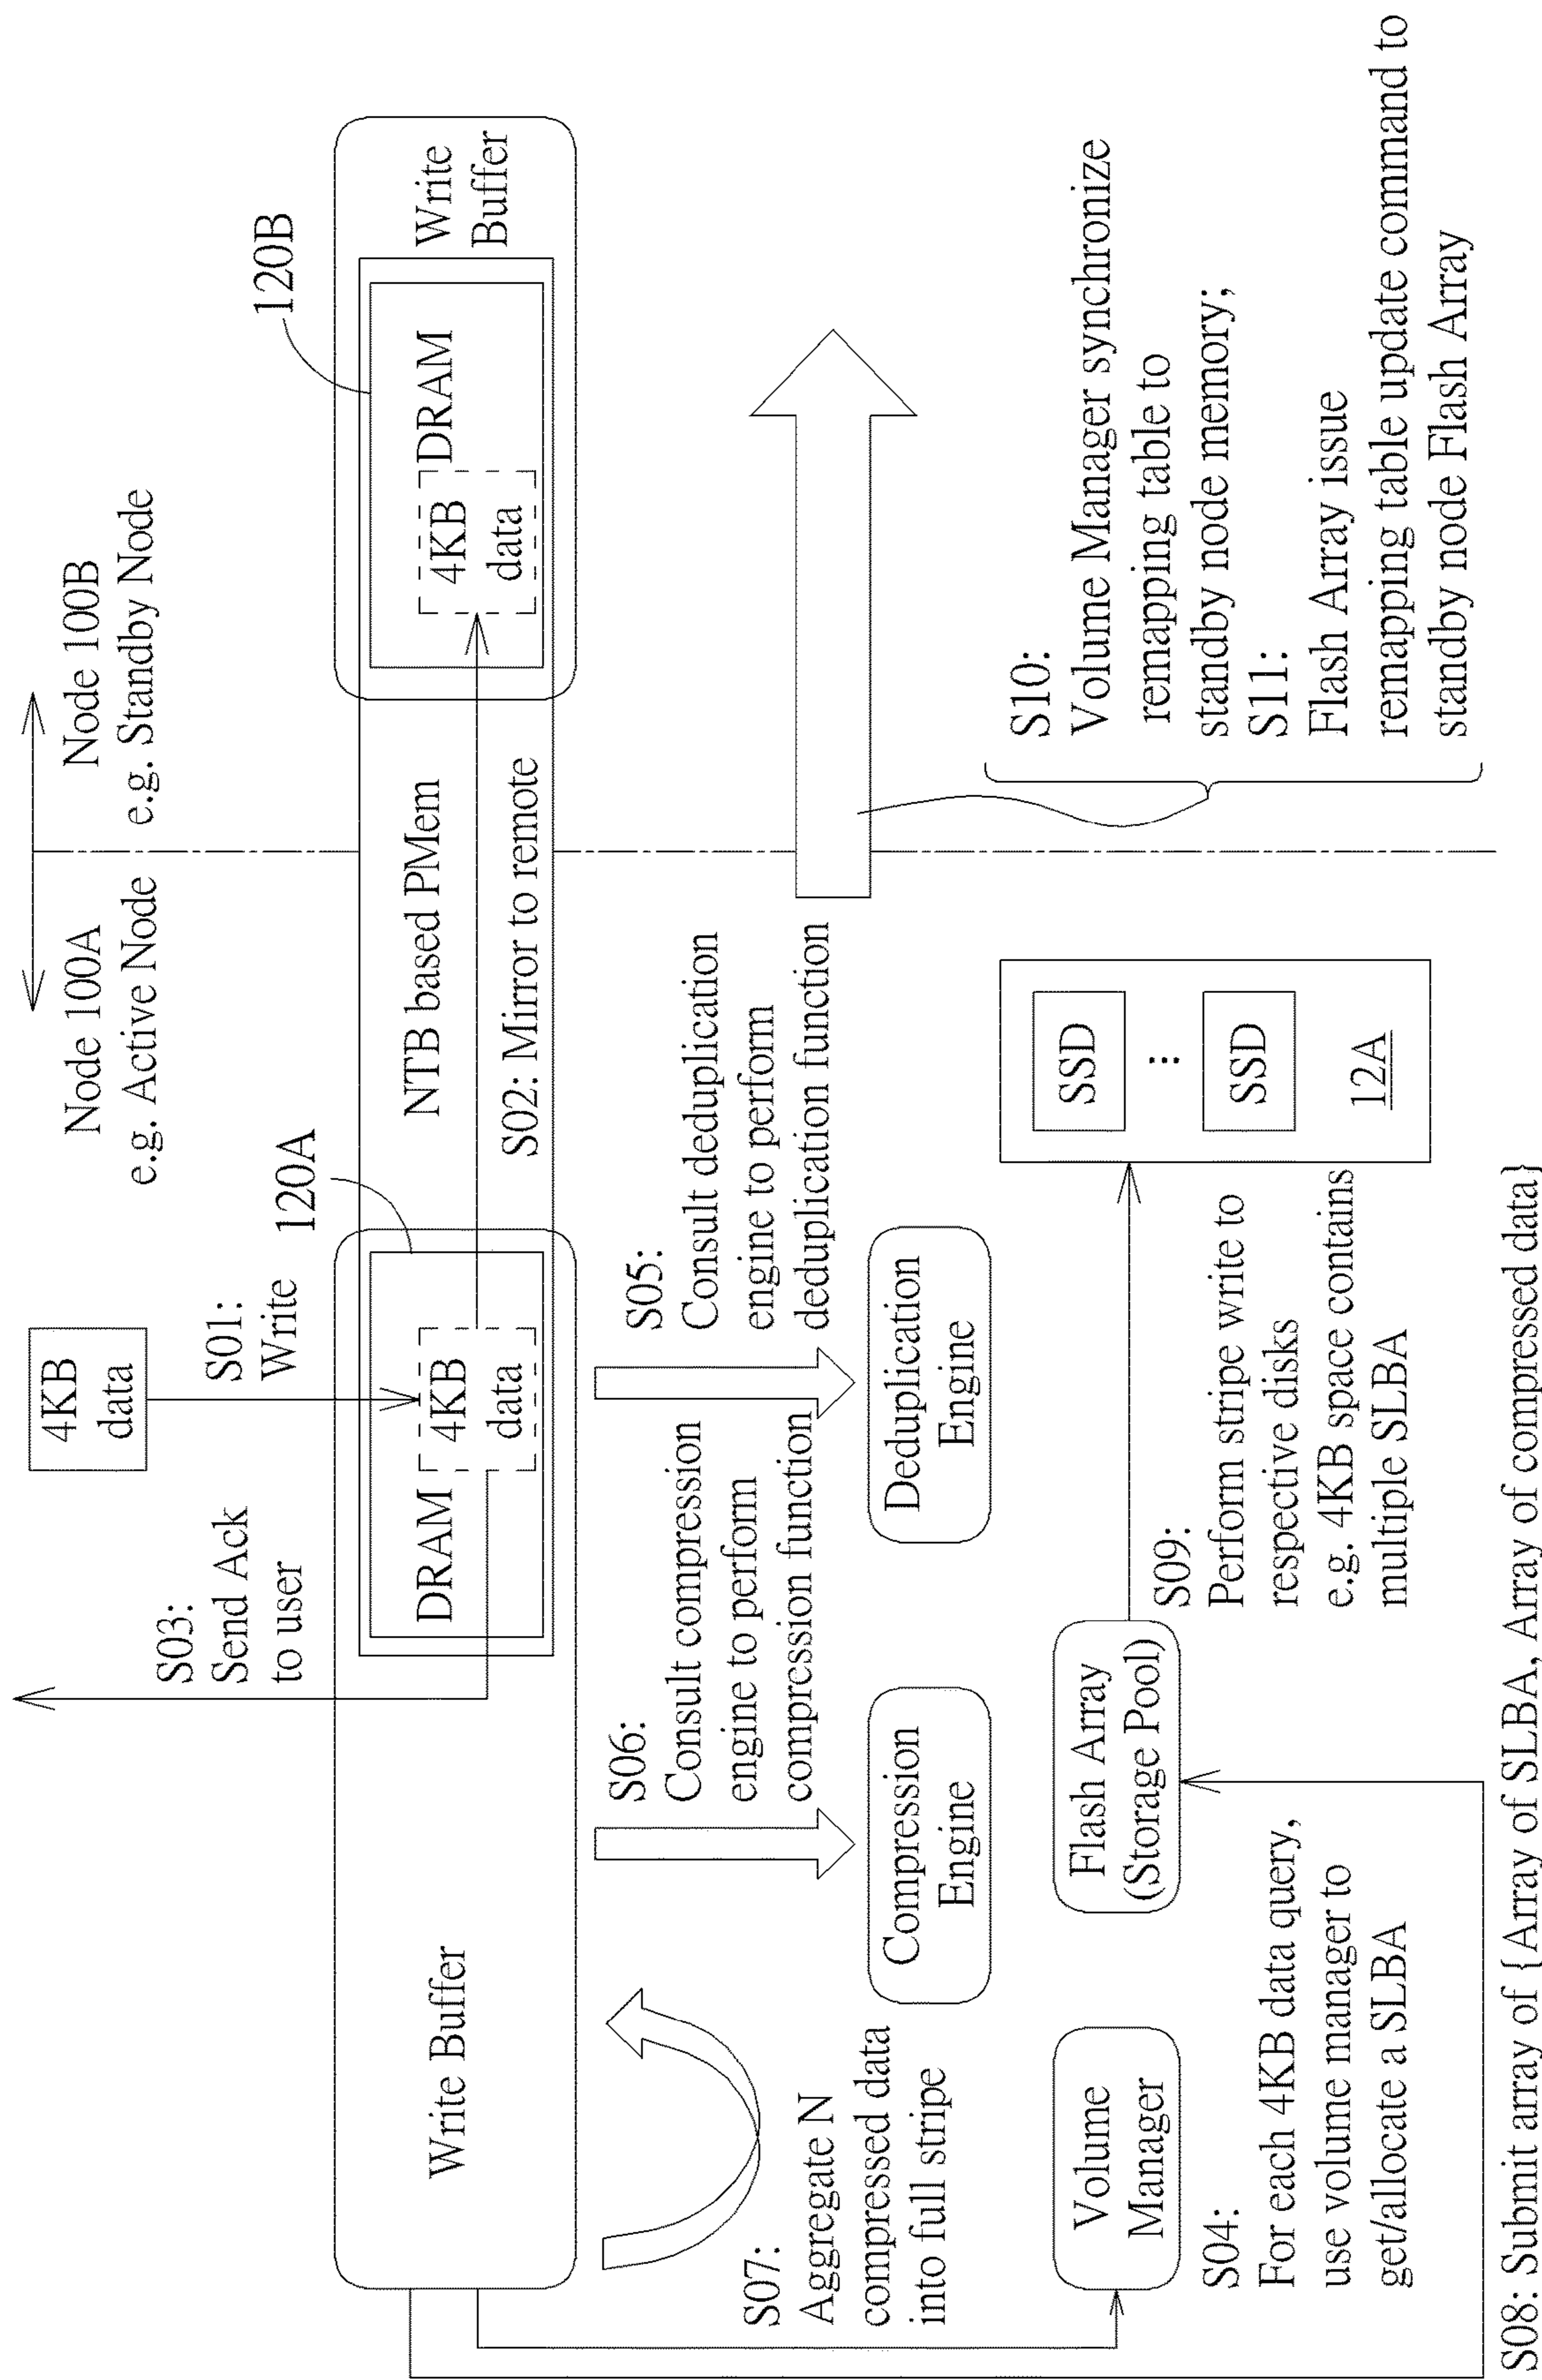 Node 100A
e.g. Active Node
Node 100B
e.g. Standby Node
4KB
data
S01:
Write
S03:
Send Ack
to user
120A
120B
Write Buffer
DRAM
4KB
data
NTB based PMem
S02: Mirror to remote
4KB
data
DRAM
Write
Buffer
S07:
Aggregate N
compressed data
into full stripe
S06:
Consult compression
engine to perform
compression function
S05:
Consult deduplication
engine to perform
deduplication function
Compression
Engine
Deduplication
Engine
Volume
Manager
S04:
For each 4KB data query,
use volume manager to
get/allocate a SLBA
Flash Array
(Storage Pool)
S09:
Perform stripe write to
respective disks
e.g. 4KB space contains
multiple SLBA
SSD
SSD
12A
S10:
Volume Manager synchronize
remapping table to
standby node memory;
S11:
Flash Array issue
remapping table update command to
standby node Flash Array
S08: Submit array of {Array of SLBA, Array of compressed data}